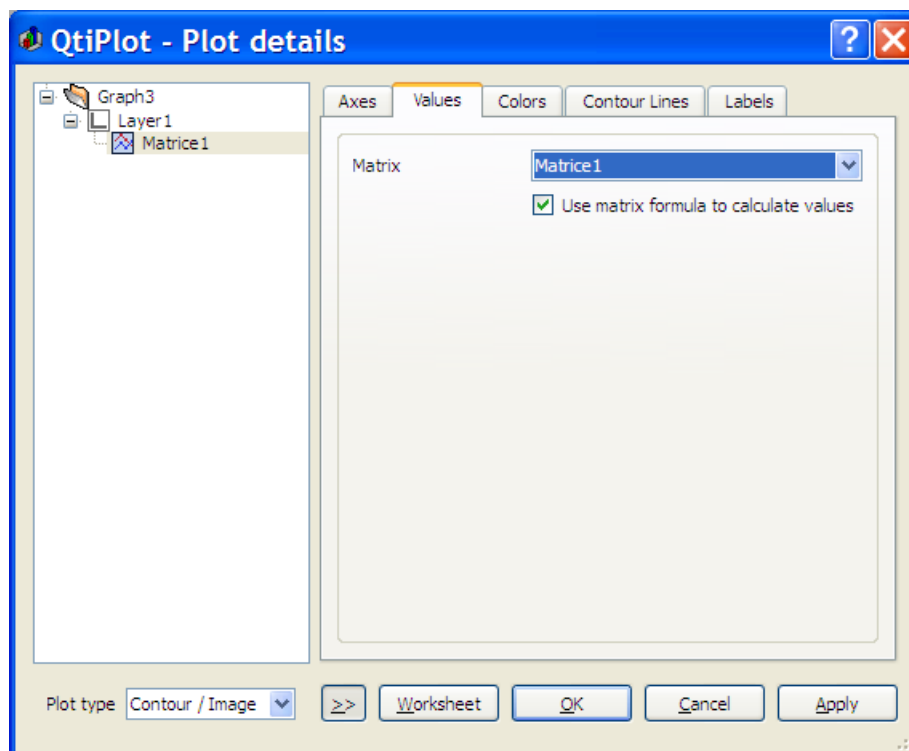 QtiPlot - Plot details
Graph3
Layer1
Matrice1
Axes Values Colors Contour Lines Labels
Matrix Matrice1
Use matrix formula to calculate values
Plot type Contour / Image >> Worksheet OK Cancel Apply